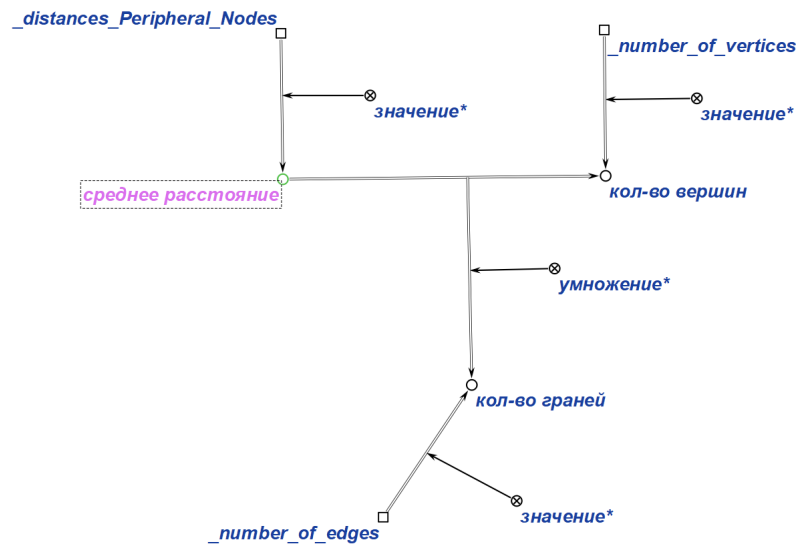 _distances_Peripheral_Nodes
_number_of_vertices
значение*
значение*
среднее расстояние
кол-во вершин
умножение*
кол-во граней
значение*
_number_of_edges